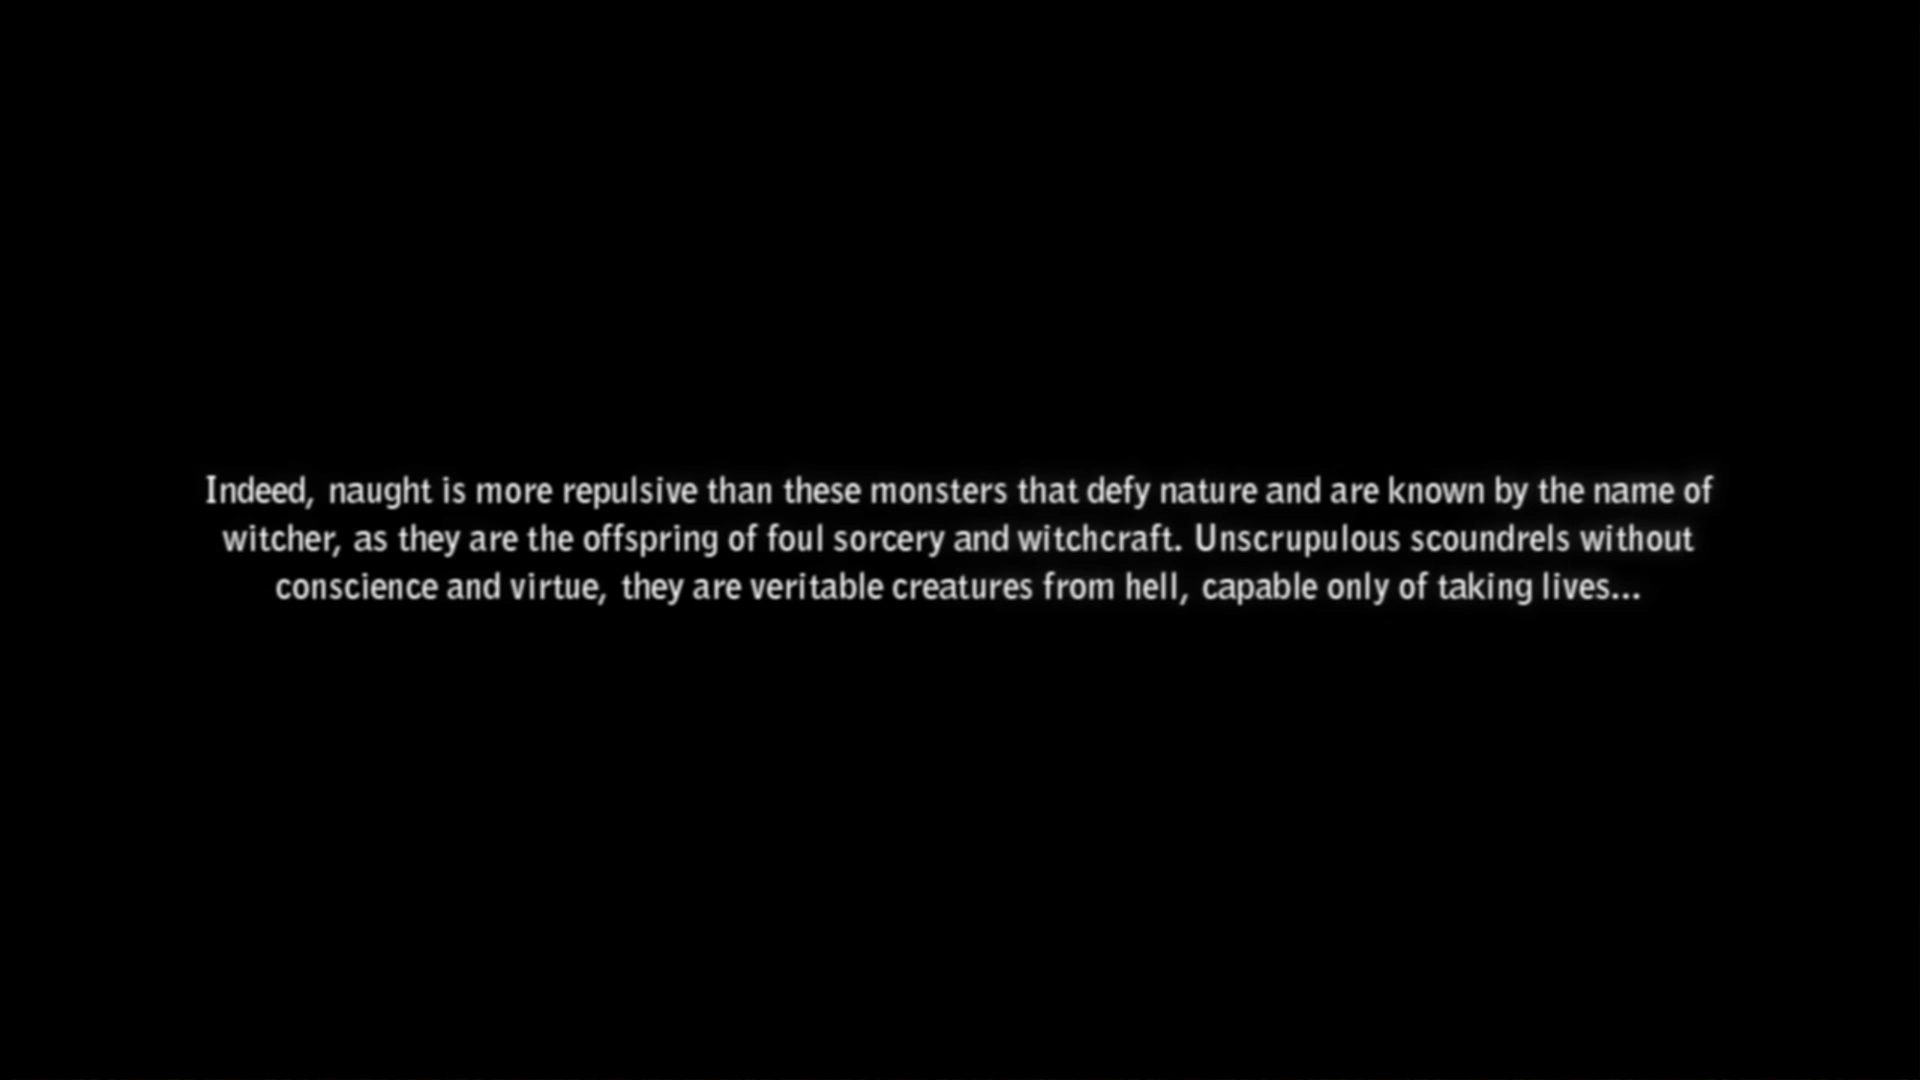 Indeed, naught is more repulsive than these monsters that defy nature and are known by the name of
witcher, as they are the offspring of foul sorcery and witchcraft. Unscrupulous scoundrels without
conscience and virtue, they are veritable creatures from hell, capable only of taking lives...